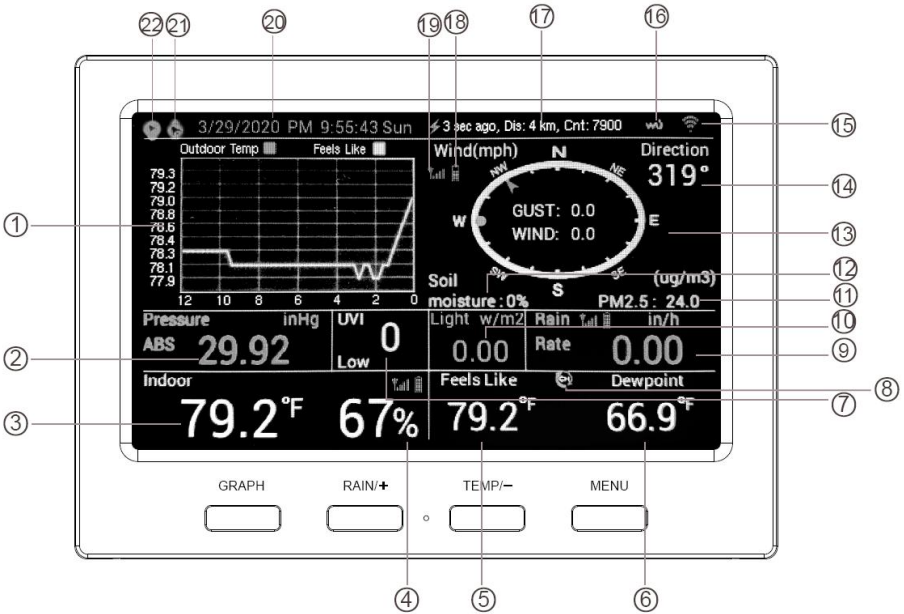 22 21 20 19 18 17 16
3/29/2020 PM 9:55:43 Sun 3 sec ago, Dis: 4 km, Cnt: 7900 wu 15
Outdoor Temp Feels Like Wind(mph) N Direction
79.3 NW NE 319° 14
79.2
79.0
78.8
1 78.6 W GUST: 0.0 E 13
78.4 WIND: 0.0
78.3
78.1 Soil SW SE (ug/m3) 12
77.9 S
12 10 8 6 4 2 0 moisture: 0% PM2.5: 24.0 11
Pressure inHg UVI Light w/m2 Rain in/h 10
2 ABS 29.92 0 0.00 Rate 0.00 9
Low
Indoor Feels Like Dewpoint 8
3 79.2°F 67% 79.2°F 66.9°F 7
GRAPH RAIN/+ TEMP/− MENU
4 5 6